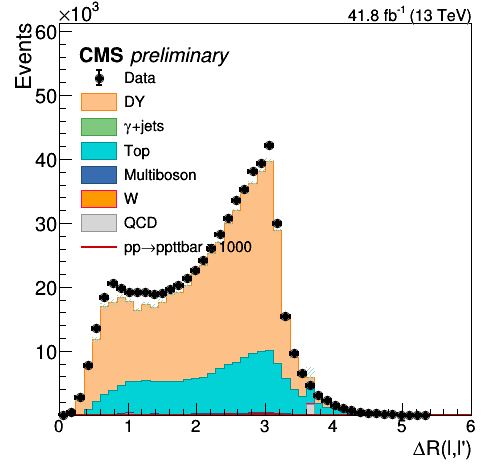 ×10³
41.8 fb⁻¹ (13 TeV)
Events
CMS preliminary
Data
DY
γ+jets
Top
Multiboson
W
QCD
pp→ppttbar × 1000
60
50
40
30
20
10
0 1 2 3 4 5 6
ΔR(l,l')